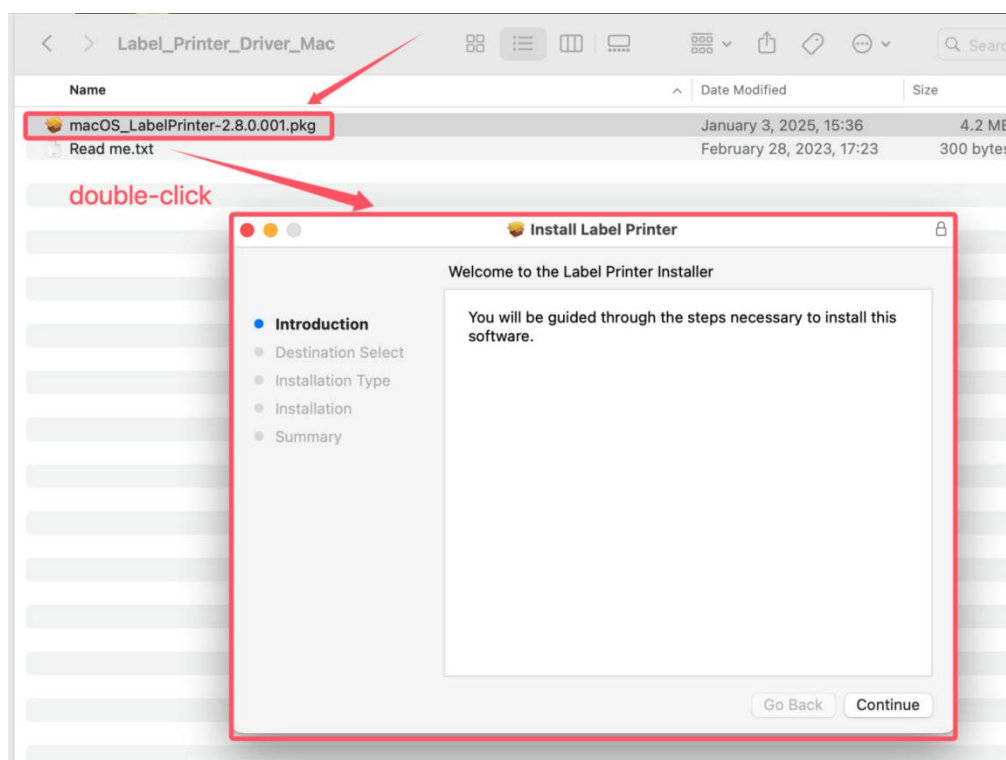 Label_Printer_Driver_Mac
Name Date Modified Size
macOS_LabelPrinter-2.8.0.001.pkg January 3, 2025, 15:36 4.2
Read me.txt February 28, 2023, 17:23 300 bytes
double-click
Install Label Printer
Welcome to the Label Printer Installer
You will be guided through the steps necessary to install this
software.
Introduction
Destination Select
Installation Type
Installation
Summary
Go Back Continue